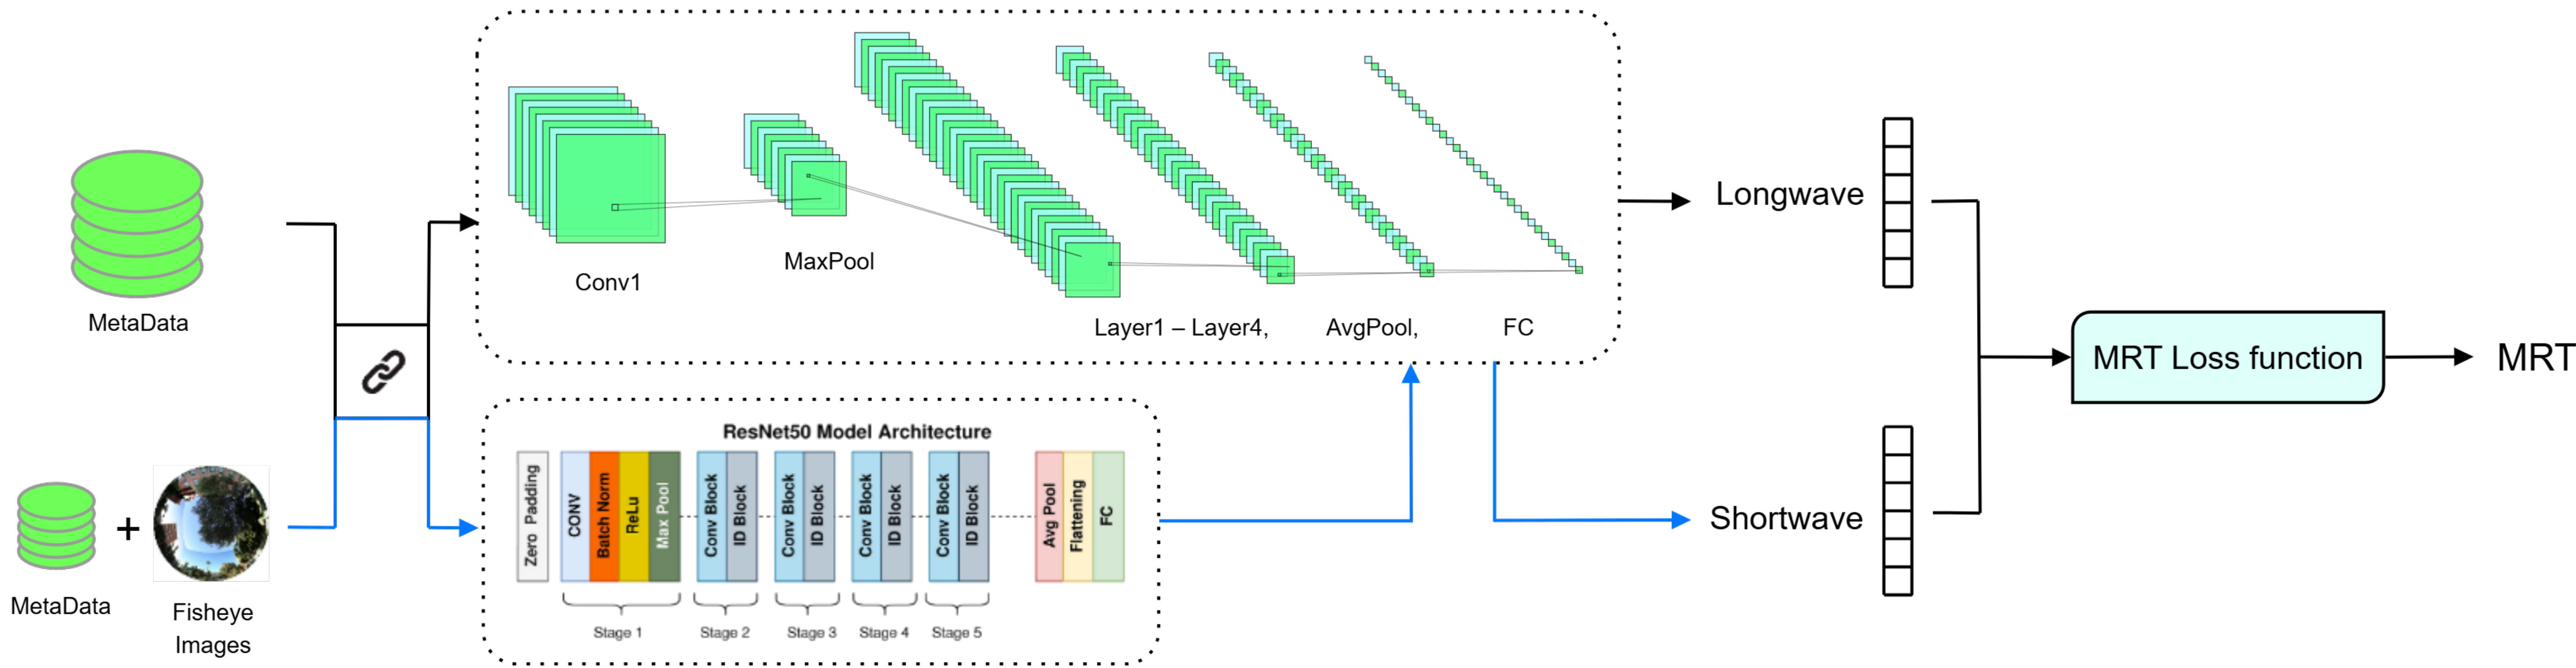 MetaData
MetaData
+
Fisheye
Images
Conv1
MaxPool
Layer1 – Layer4,
AvgPool,
FC
ResNet50 Model Architecture
Zero Padding
CONV
Batch Norm
ReLu
Max Pool
Conv Block
ID Block
Conv Block
ID Block
Conv Block
ID Block
Conv Block
ID Block
Avg Pool
Flattening
FC
Stage 1
Stage 2
Stage 3
Stage 4
Stage 5
Longwave
Shortwave
MRT Loss function
MRT